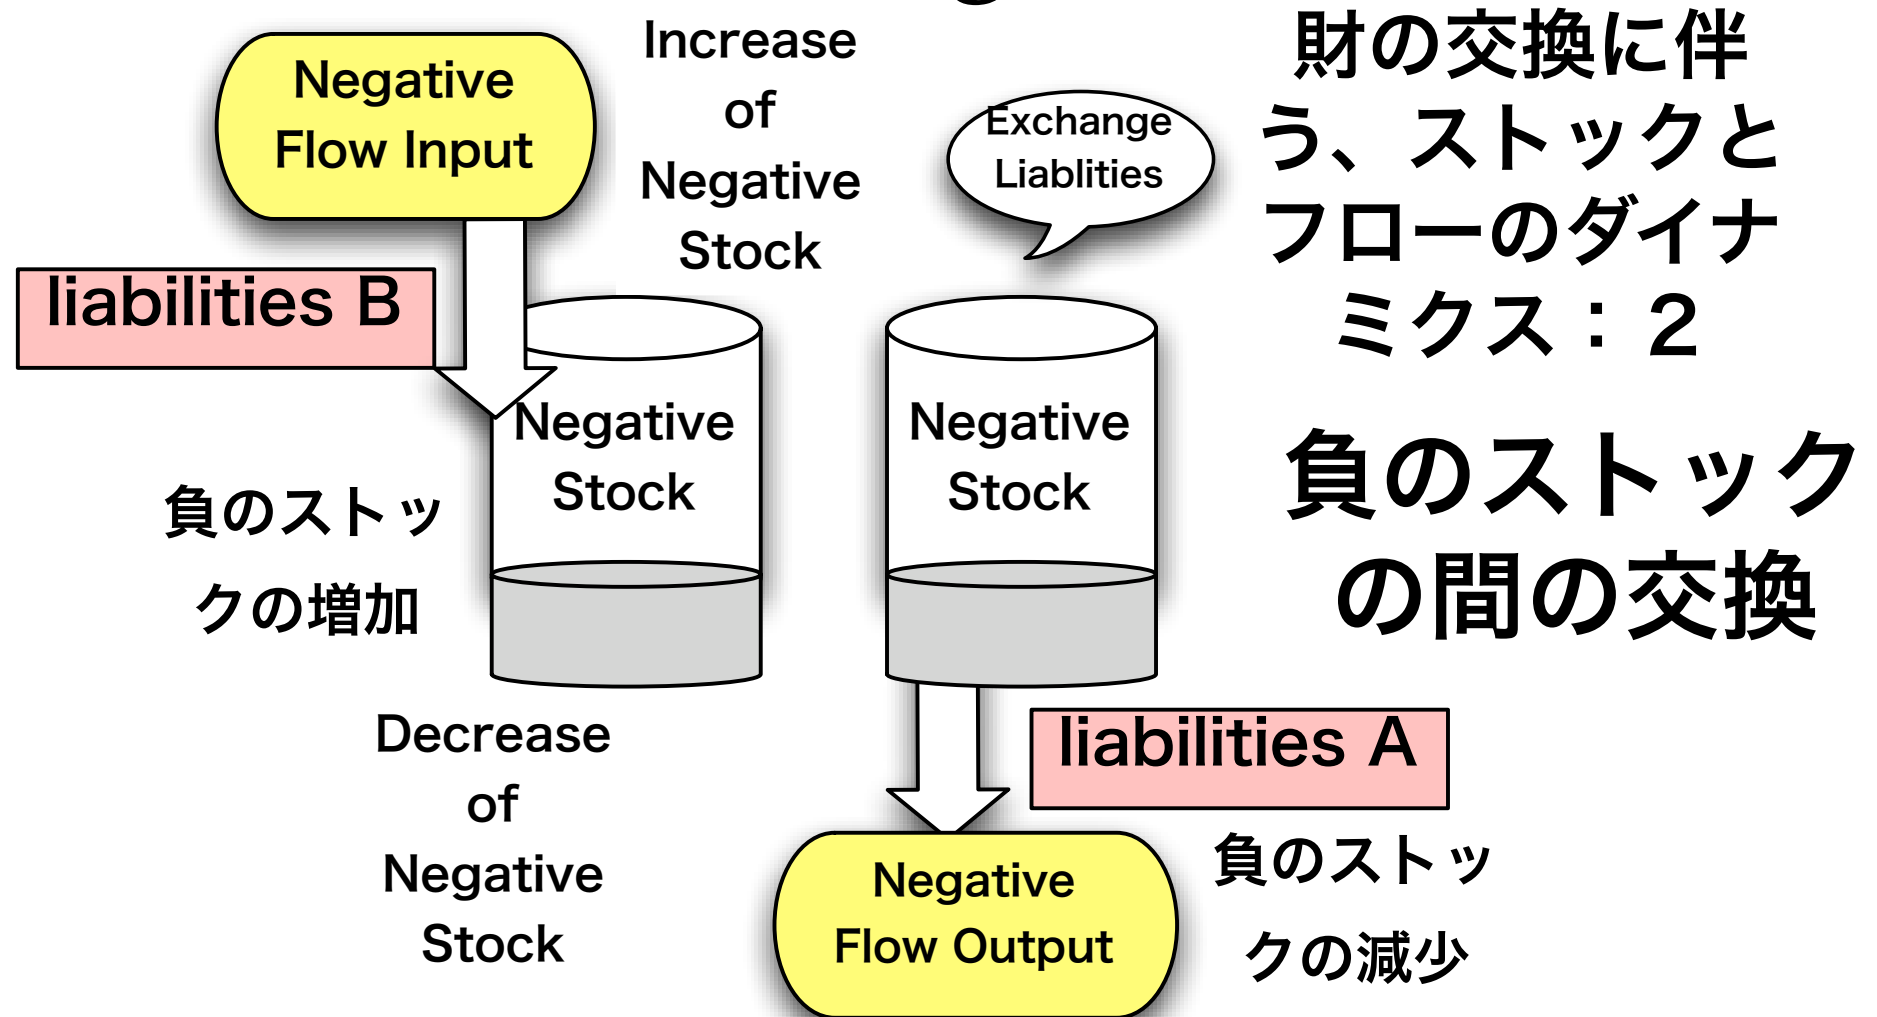 Negative
Flow Input
Increase
of
Negative
Stock
Exchange
Liablities
財の交換に伴
う、ストックと
フローのダイナ
ミクス：２
liabilities B
Negative
Stock
Negative
Stock
負のストック
の間の交換
負のストッ
クの増加
Decrease
of
Negative
Stock
liabilities A
Negative
Flow Output
負のストッ
クの減少